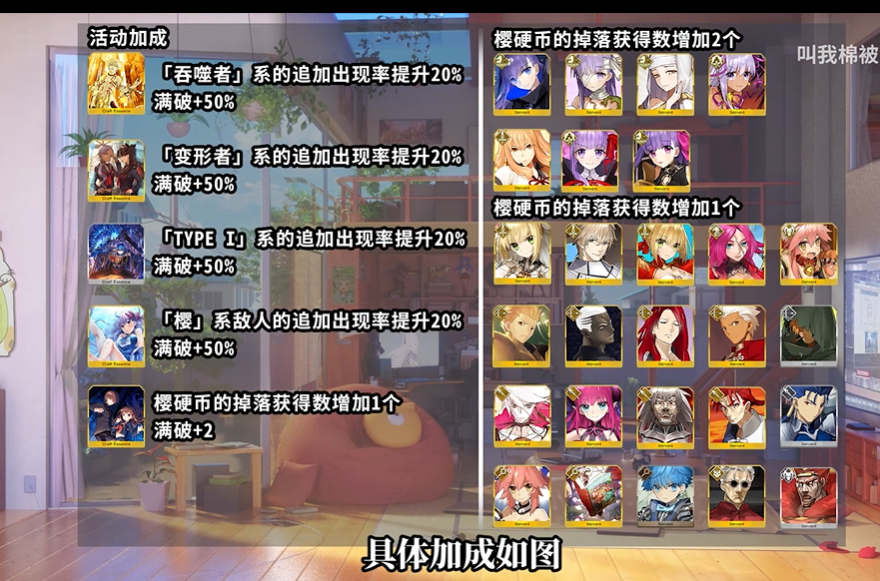 活动加成
「吞噬者」系的追加出现率提升20%
满破+50%
「变形者」系的追加出现率提升20%
满破+50%
「TYPE I」系的追加出现率提升20%
满破+50%
「樱」系敌人的追加出现率提升20%
满破+50%
樱硬币的掉落获得数增加1个
满破+2
樱硬币的掉落获得数增加2个
叫我棉被
樱硬币的掉落获得数增加1个
具体加成如图